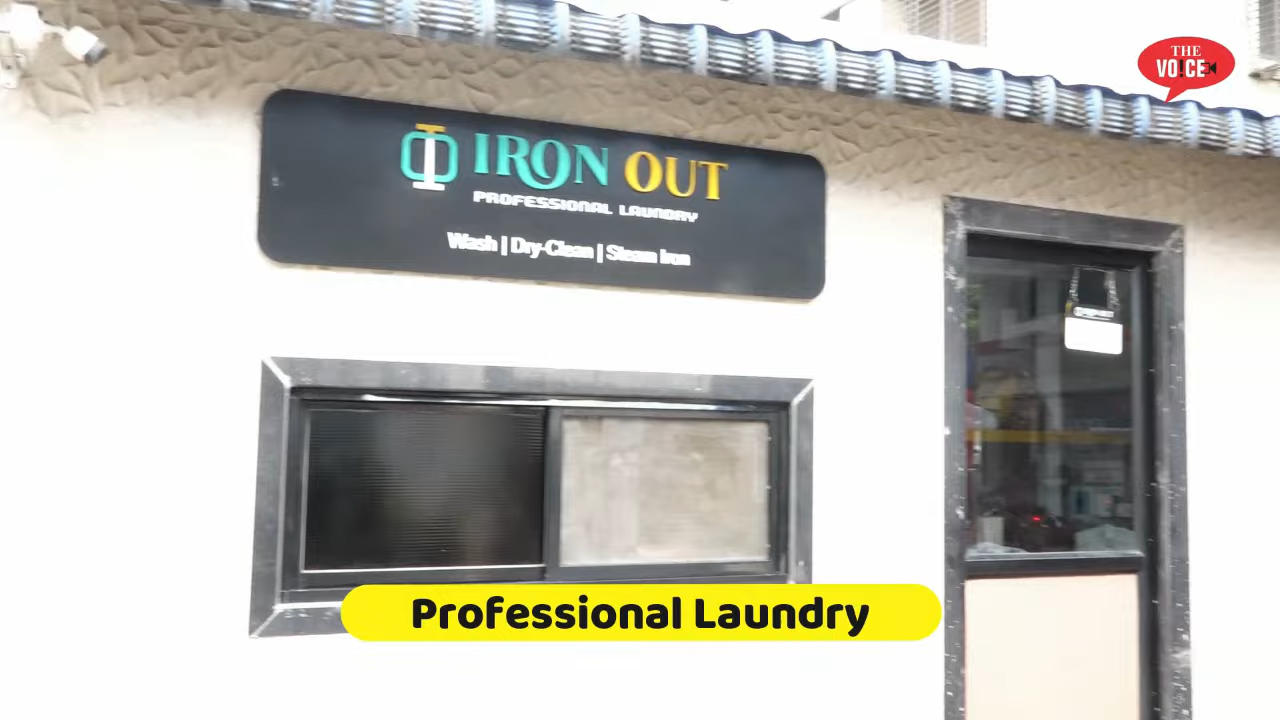 THE
VO!CE
IRON OUT
PROFESSIONAL LAUNDRY
Wash | Dry-Clean | Steam Iron
Professional Laundry